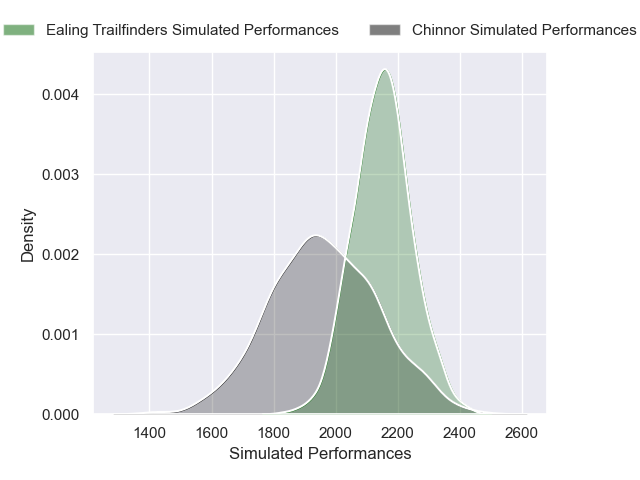 Ealing Trailfinders Simulated Performances
Chinnor Simulated Performances
0.004
0.003
0.002
0.001
0.000
Density
1400 1600 1800 2000 2200 2400 2600
Simulated Performances